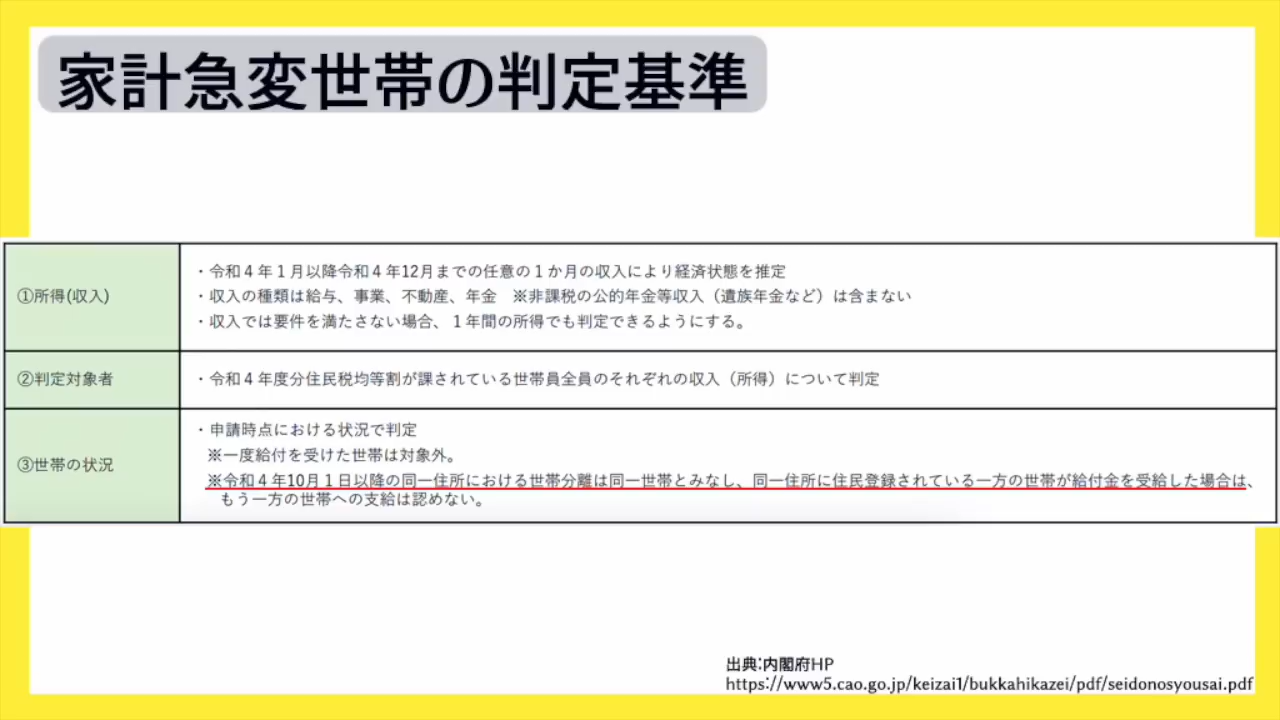 家計急変世帯の判定基準
①所得(収入)
・令和４年１月以降令和４年12月までの任意の１か月の収入により経済状態を推定
・収入の種類は給与、事業、不動産、年金　※非課税の公的年金等収入（遺族年金など）は含まない
・収入では要件を満たさない場合、１年間の所得でも判定できるようにする。
②判定対象者
・令和４年度分住民税均等割が課されている世帯員全員のそれぞれの収入（所得）について判定
③世帯の状況
・申請時点における状況で判定
※一度給付を受けた世帯は対象外。
※令和４年10月１日以降の同一住所における世帯分離は同一世帯とみなし、同一住所に住民登録されている一方の世帯が給付金を受給した場合は、
もう一方の世帯への支給は認めない。
出典:内閣府HP
https://www5.cao.go.jp/keizai1/bukkahikazei/pdf/seidonosyousai.pdf